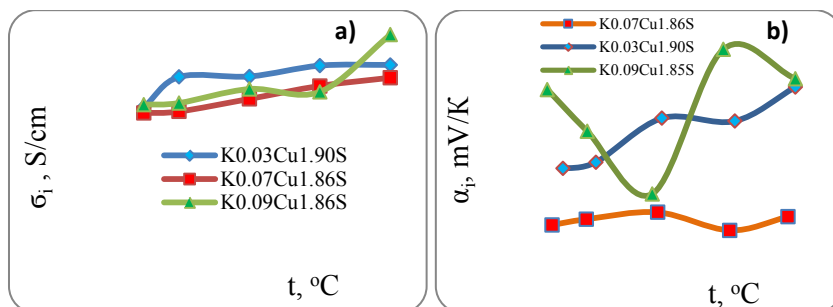 a)
σi , S/cm
K0.03Cu1.90S
K0.07Cu1.86S
K0.09Cu1.86S
t, oC
b)
K0.07Cu1.86S
K0.03Cu1.90S
K0.09Cu1.85S
αi, mV/K
t, oC